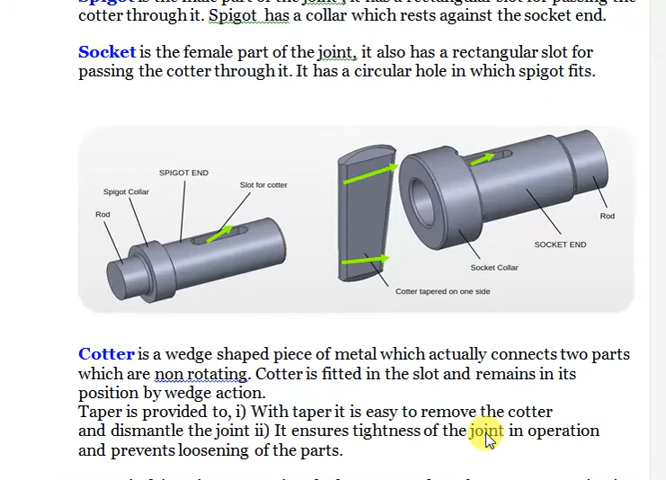 cotter through it. Spigot has a collar which rests against the socket end.
Socket is the female part of the joint, it also has a rectangular slot for
passing the cotter through it. It has a circular hole in which spigot fits.
SPIGOT END
Spigot Collar
Slot for cotter
Rod
Rod
SOCKET END
Socket Collar
Cotter tapered on one side
Cotter is a wedge shaped piece of metal which actually connects two parts
which are non rotating. Cotter is fitted in the slot and remains in its
position by wedge action.
Taper is provided to, i) With taper it is easy to remove the cotter
and dismantle the joint ii) It ensures tightness of the joint in operation
and prevents loosening of the parts.